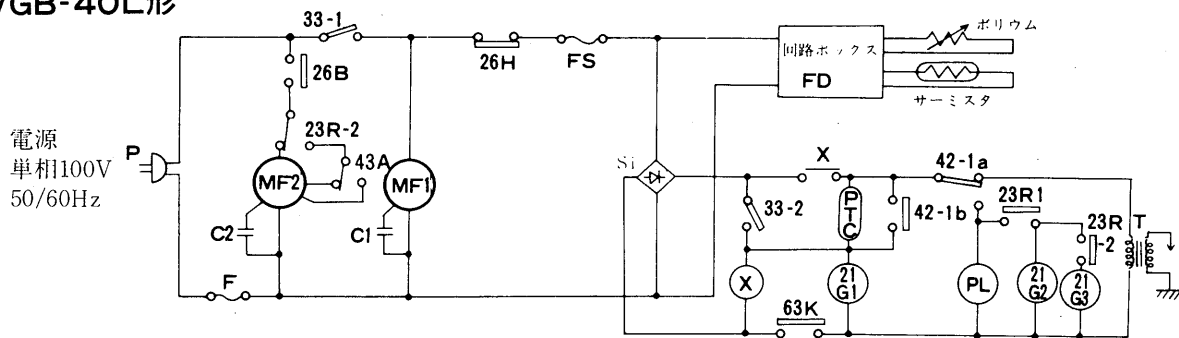 /GB-40L形
33-1
26B
26H
FS
回路ボックス
FD
ボリウム
サーミスタ
電源
単相100V
50/60Hz
P
23R-2
43A
MF2
MF1
C2
C1
F
Si
X
33-2
PTC
42-1b
42-1a
23R1
23R
-2
T
X
21
G1
PL
21
G2
21
G3
63K